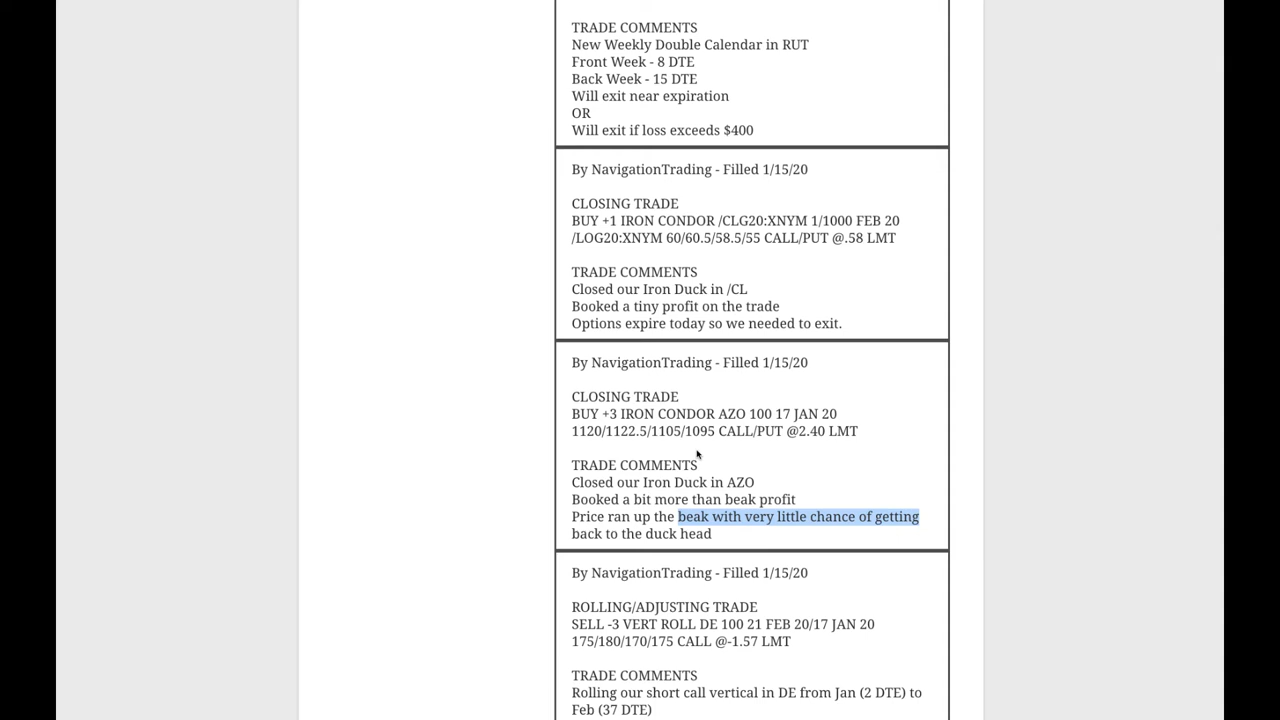 TRADE COMMENTS
New Weekly Double Calendar in RUT
Front Week - 8 DTE
Back Week - 15 DTE
Will exit near expiration
OR
Will exit if loss exceeds $400
By NavigationTrading - Filled 1/15/20
CLOSING TRADE
BUY +1 IRON CONDOR /CLG20:XNYM 1/1000 FEB 20
/LOG20:XNYM 60/60.5/58.5/55 CALL/PUT @.58 LMT
TRADE COMMENTS
Closed our Iron Duck in /CL
Booked a tiny profit on the trade
Options expire today so we needed to exit.
By NavigationTrading - Filled 1/15/20
CLOSING TRADE
BUY +3 IRON CONDOR AZO 100 17 JAN 20
1120/1122.5/1105/1095 CALL/PUT @2.40 LMT
TRADE COMMENTS
Closed our Iron Duck in AZO
Booked a bit more than beak profit
Price ran up the beak with very little chance of getting
back to the duck head
By NavigationTrading - Filled 1/15/20
ROLLING/ADJUSTING TRADE
SELL -3 VERT ROLL DE 100 21 FEB 20/17 JAN 20
175/180/170/175 CALL @-1.57 LMT
TRADE COMMENTS
Rolling our short call vertical in DE from Jan (2 DTE) to
Feb (37 DTE)